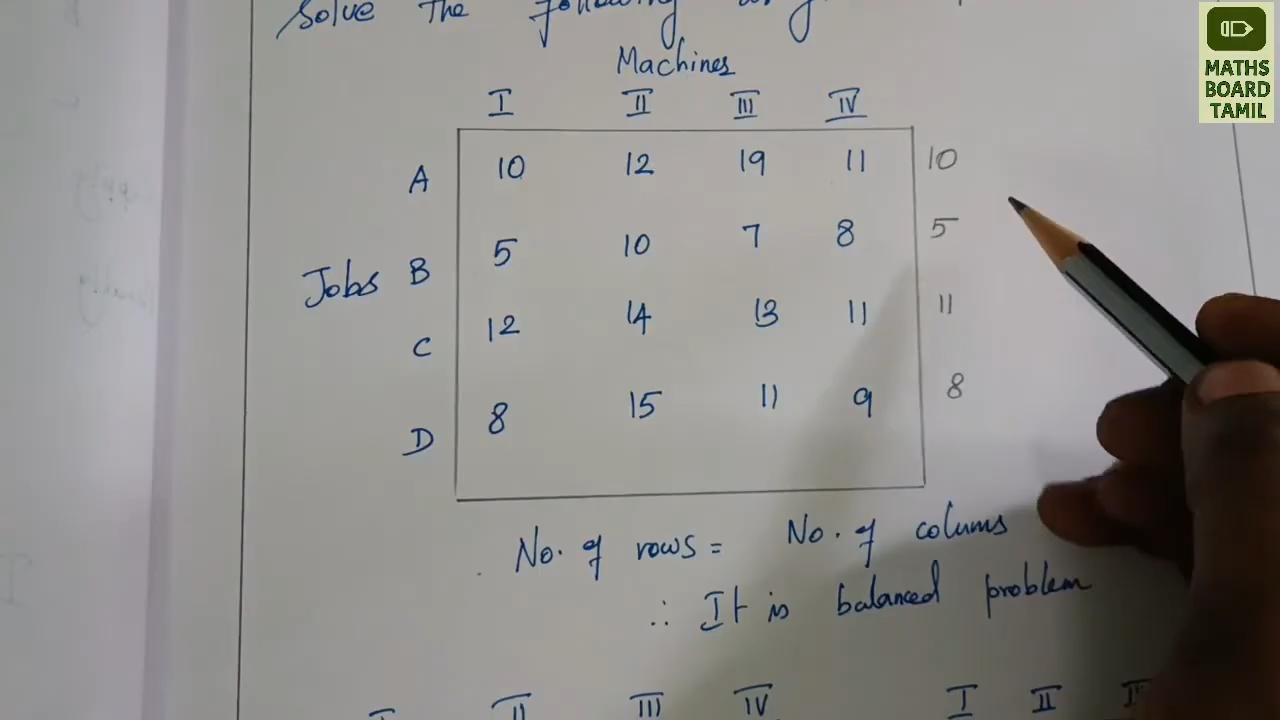 Solve The following
Machines
I II III IV
A 10 12 19 11 10
Jobs B 5 10 7 8 5
C 12 14 13 11 11
D 8 15 11 9 8
No. of rows = No. of colums
∴ It is balanced problem
I II III IV I II
MATHS
BOARD
TAMIL